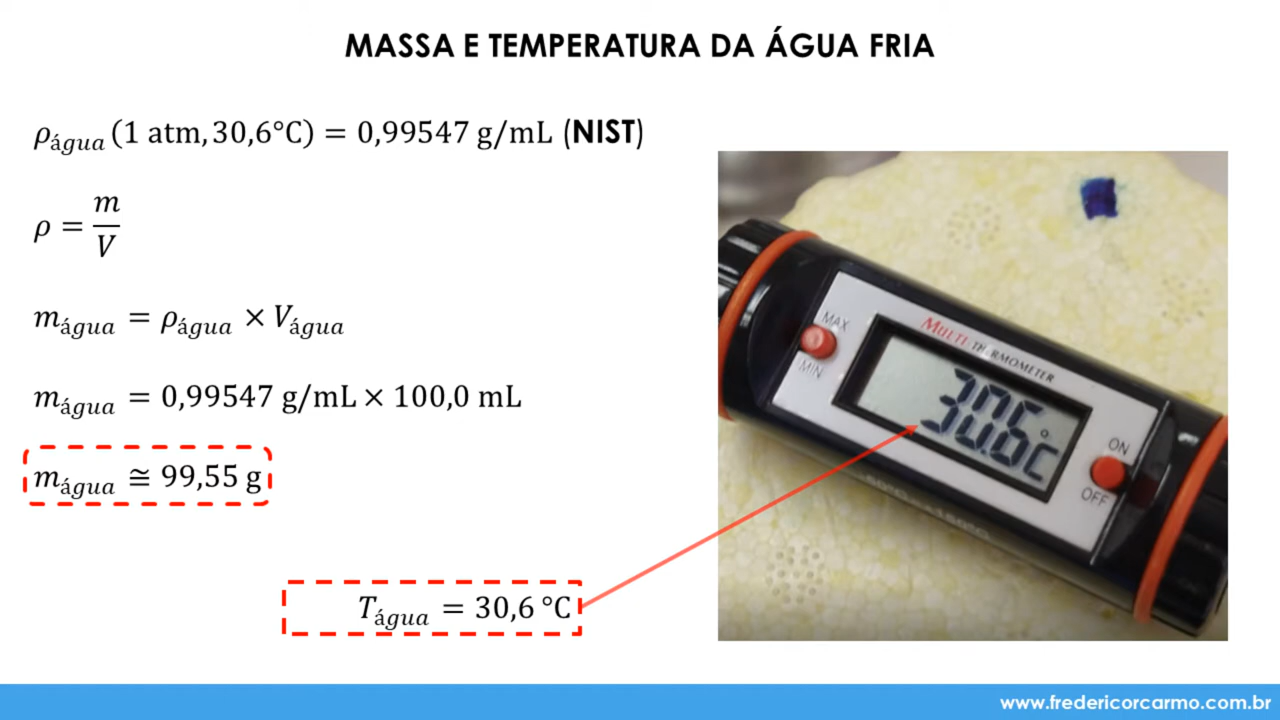 MASSA E TEMPERATURA DA ÁGUA FRIA
ρágua (1 atm, 30,6°C) = 0,99547 g/mL (NIST)
ρ = m/V
mágua = ρágua × Vágua
mágua = 0,99547 g/mL × 100,0 mL
mágua ≅ 99,55 g
Tágua = 30,6 °C
MAX
MIN
MULTI THERMOMETER
30.6°C
ON
OFF
www.fredericorcarmo.com.br